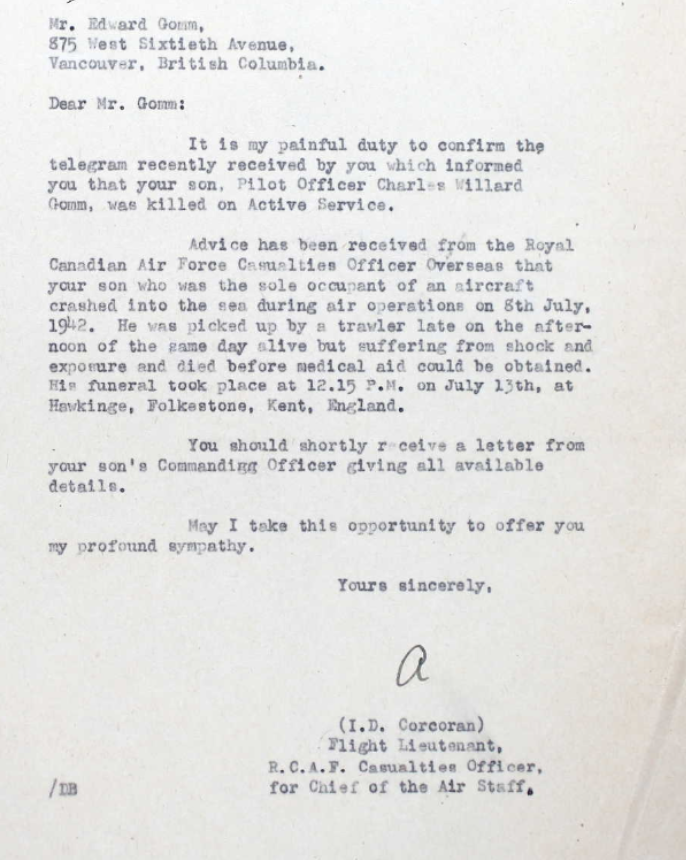 Mr. Edward Gomm,
875 West Sixtieth Avenue,
Vancouver, British Columbia.
Dear Mr. Gomm:
It is my painful duty to confirm the
telegram recently received by you which informed
you that your son, Pilot Officer Charles Willard
Gomm, was killed on Active Service.
Advice has been received from the Royal
Canadian Air Force Casualties Officer Overseas that
your son who was the sole occupant of an aircraft
crashed into the sea during air operations on 8th July,
1942. He was picked up by a trawler late on the after-
noon of the same day alive but suffering from shock and
exposure and died before medical aid could be obtained.
His funeral took place at 12.15 P.M. on July 13th, at
Hawkinge, Folkestone, Kent, England.
You should shortly receive a letter from
your son's Commandigg Officer giving all available
details.
May I take this opportunity to offer you
my profound sympathy.
Yours sincerely,
a
(I.D. Corcoran)
Flight Lieutenant,
R.C.A.F. Casualties Officer,
for Chief of the Air Staff.
/DB